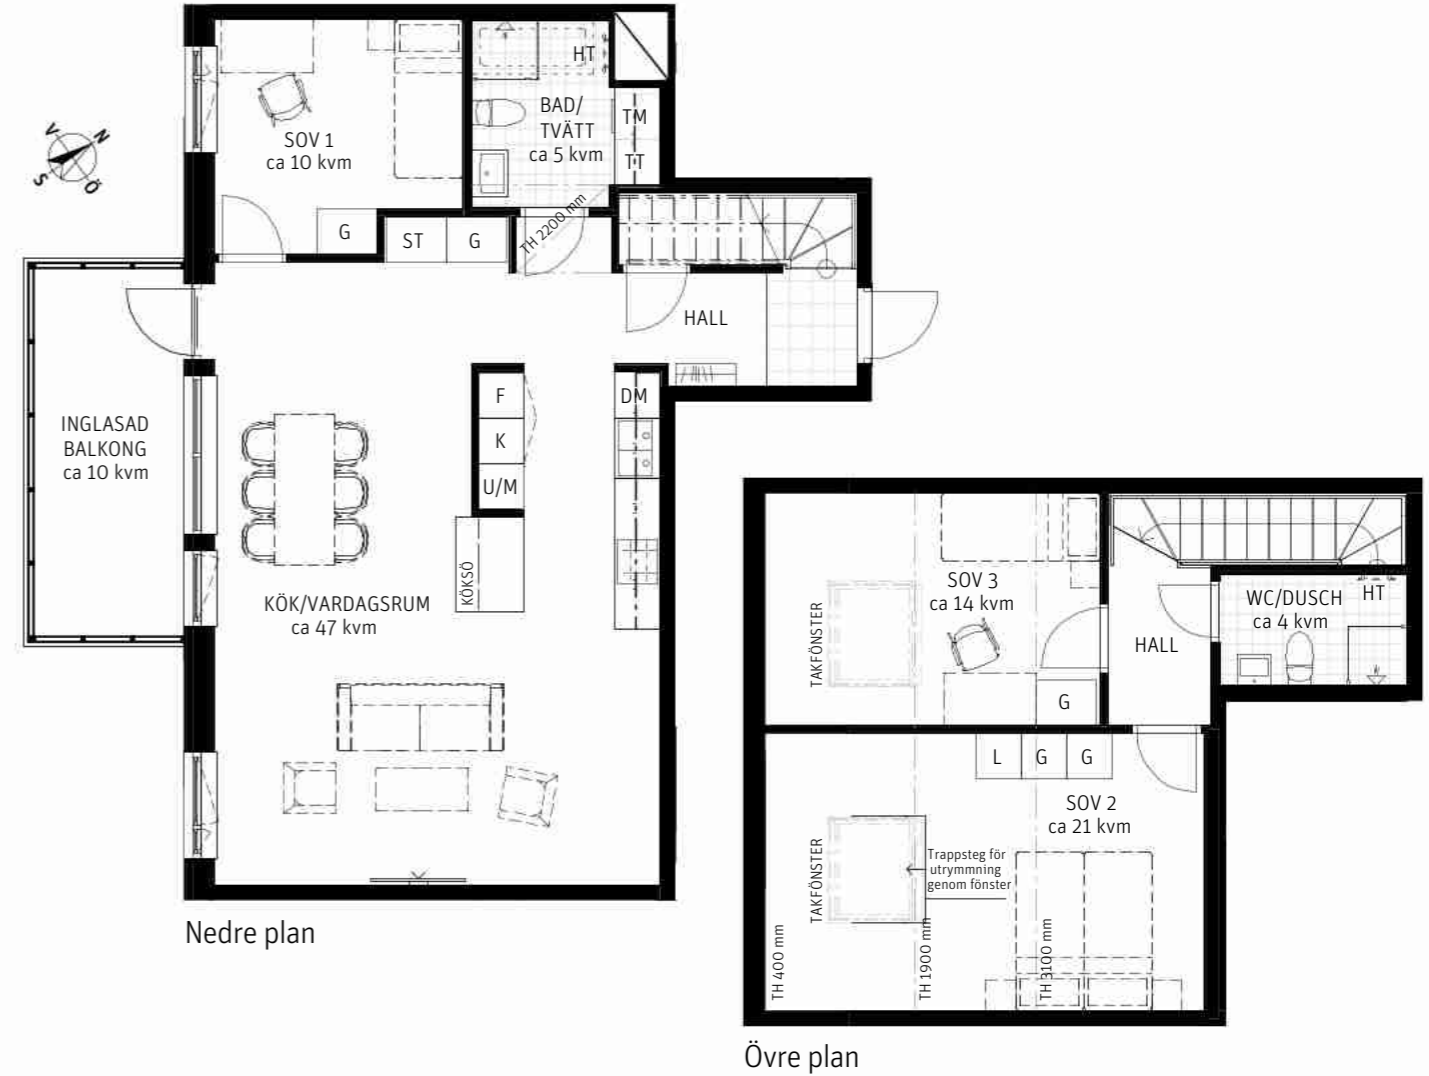 HT
BAD/
TVÄTT
ca 5 kvm
TM
TT
SOV 1
ca 10 kvm
V
N
S
Ö
G
ST
G
TH 2200 mm
HALL
INGLASAD
BALKONG
ca 10 kvm
F
K
U/M
DM
KÖKSÖ
KÖK/VARDAGSRUM
ca 47 kvm
Nedre plan
SOV 3
ca 14 kvm
TAKFÖNSTER
G
HALL
WC/DUSCH
ca 4 kvm
HT
L
G
G
SOV 2
ca 21 kvm
TAKFÖNSTER
Trappsteg för
utrymmning
genom fönster
TH 400 mm
TH 1900 mm
TH 3100 mm
Övre plan